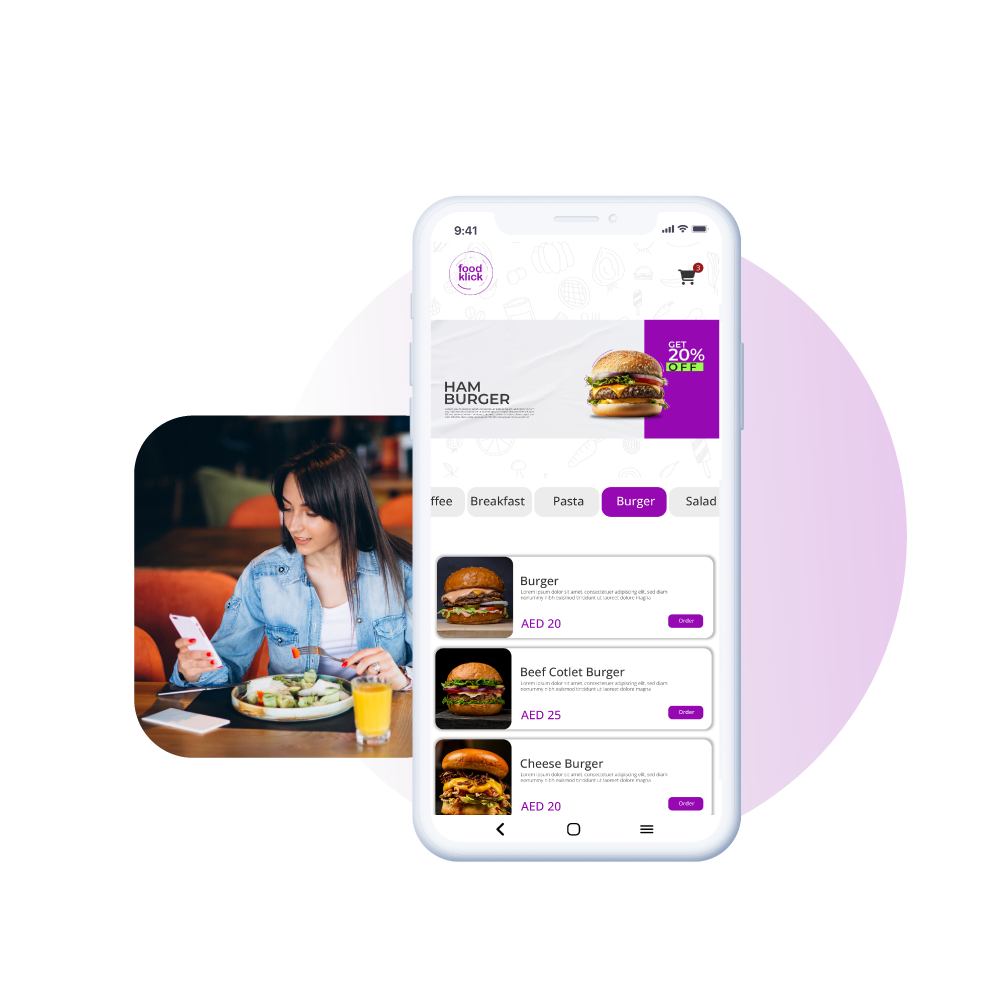 9:41
food
klick
3
GET
20%
OFF
HAM
BURGER
ffee
Breakfast
Pasta
Burger
Salad
Burger
Lorem ipsum dolor sit amet, consectetuer adipiscing elit, sed diam
nonummy nibh euismod tincidunt ut laoreet dolore magna
AED 20
Order
Beef Cotlet Burger
Lorem ipsum dolor sit amet, consectetuer adipiscing elit, sed diam
nonummy nibh euismod tincidunt ut laoreet dolore magna
AED 25
Order
Cheese Burger
Lorem ipsum dolor sit amet, consectetuer adipiscing elit, sed diam
nonummy nibh euismod tincidunt ut laoreet dolore magna
AED 20
Order